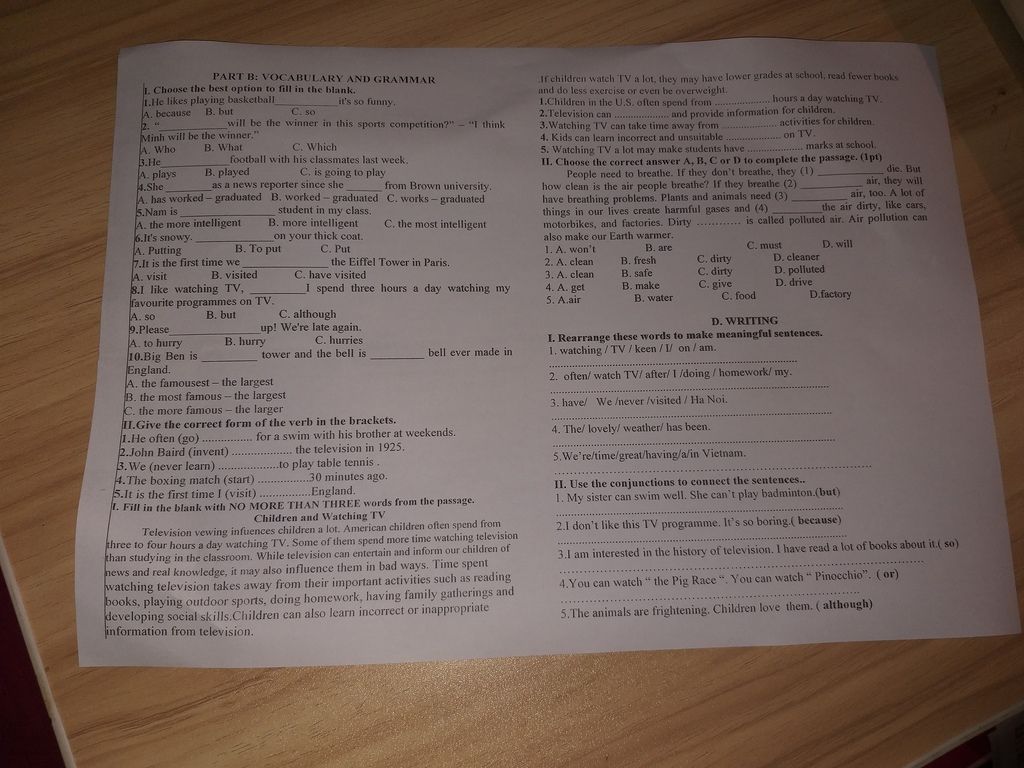 PART B: VOCABULARY AND GRAMMAR
I. Choose the best option to fill in the blank.
1.He likes playing basketball___________it's so funny.
A. because B. but C. so
2. “ ___________ will be the winner in this sports competition?” – “I think
Minh will be the winner.”
A. Who B. What C. Which
3.He___________football with his classmates last week.
A. plays B. played C. is going to play
4.She ________ as a news reporter since she ______ from Brown university.
A. has worked – graduated B. worked – graduated C. works – graduated
5.Nam is ________________ student in my class.
A. the more intelligent B. more intelligent C. the most intelligent
6.It's snowy. _____________on your thick coat.
A. Putting B. To put C. Put
7.It is the first time we ______________ the Eiffel Tower in Paris.
A. visit B. visited C. have visited
8.I like watching TV, _________I spend three hours a day watching my
favourite programmes on TV.
A. so B. but C. although
9.Please_______________up! We're late again.
A. to hurry B. hurry C. hurries
10.Big Ben is _________ tower and the bell is _________ bell ever made in
England.
A. the famousest – the largest
B. the most famous – the largest
C. the more famous – the larger
II.Give the correct form of the verb in the brackets.
1.He often (go) ................ for a swim with his brother at weekends.
2.John Baird (invent) ................... the television in 1925.
3.We (never learn) ...................to play table tennis .
4.The boxing match (start) ................30 minutes ago.
5.It is the first time I (visit) ................England.
I. Fill in the blank with NO MORE THAN THREE words from the passage.
Children and Watching TV
Television vewing infuences children a lot. American children often spend from
three to four hours a day watching TV. Some of them spend more time watching television
than studying in the classroom. While television can entertain and inform our children of
news and real knowledge, it may also influence them in bad ways. Time spent
watching television takes away from their important activities such as reading
books, playing outdoor sports, doing homework, having family gatherings and
developing social skills.Children can also learn incorrect or inappropriate
information from television.
.If children watch TV a lot, they may have lower grades at school, read fewer books
and do less exercise or even be overweight.
1.Children in the U.S. often spend from ................... hours a day watching TV.
2.Television can ................... and provide information for children.
3.Watching TV can take time away from ................... activities for children.
4. Kids can learn incorrect and unsuitable ................... on TV.
5. Watching TV a lot may make students have ................... marks at school.
II. Choose the correct answer A, B, C or D to complete the passage. (1pt)
People need to breathe. If they don't breathe, they (1) ____________ die. But
how clean is the air people breathe? If they breathe (2) ____________ air, they will
have breathing problems. Plants and animals need (3) __________ air, too. A lot of
things in our lives create harmful gases and (4) _________the air dirty, like cars,
motorbikes, and factories. Dirty ............ is called polluted air. Air pollution can
also make our Earth warmer.
1. A. won't B. are C. must D. will
2. A. clean B. fresh C. dirty D. cleaner
3. A. clean B. safe C. dirty D. polluted
4. A. get B. make C. give D. drive
5. A.air B. water C. food D.factory
D. WRITING
I. Rearrange these words to make meaningful sentences.
1. watching / TV / keen / I/ on / am.
2. often/ watch TV/ after/ I /doing / homework/ my.
3. have/ We /never /visited / Ha Noi.
4. The/ lovely/ weather/ has been.
5.We're/time/great/having/a/in Vietnam.
II. Use the conjunctions to connect the sentences..
1. My sister can swim well. She can't play badminton.(but)
2.I don't like this TV programme. It's so boring.( because)
3.I am interested in the history of television. I have read a lot of books about it.( so)
4.You can watch “ the Pig Race “. You can watch “ Pinocchio”. ( or)
5.The animals are frightening. Children love them. ( although)